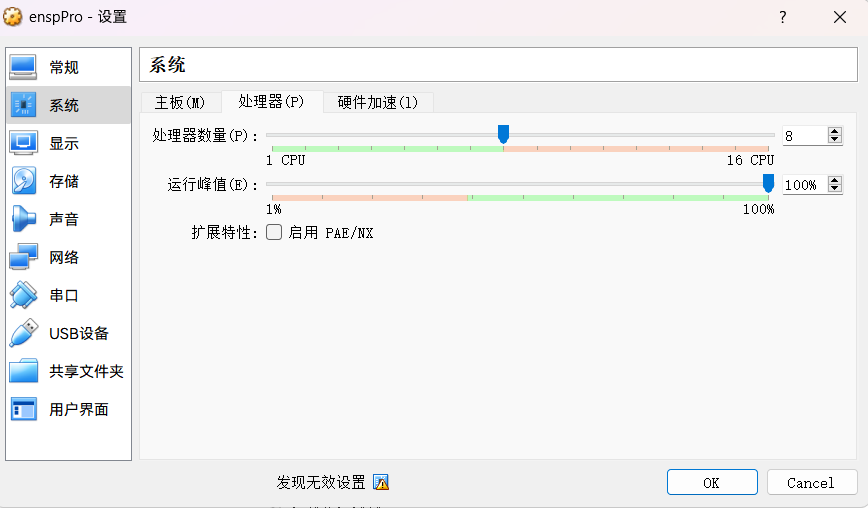 enspPro - 设置
?
常规
系统
显示
存储
声音
网络
串口
USB设备
共享文件夹
用户界面
系统
主板(M) 处理器(P) 硬件加速(l)
处理器数量(P): 8
1 CPU 16 CPU
运行峰值(E): 100%
1% 100%
扩展特性: 启用 PAE/NX
发现无效设置
OK Cancel